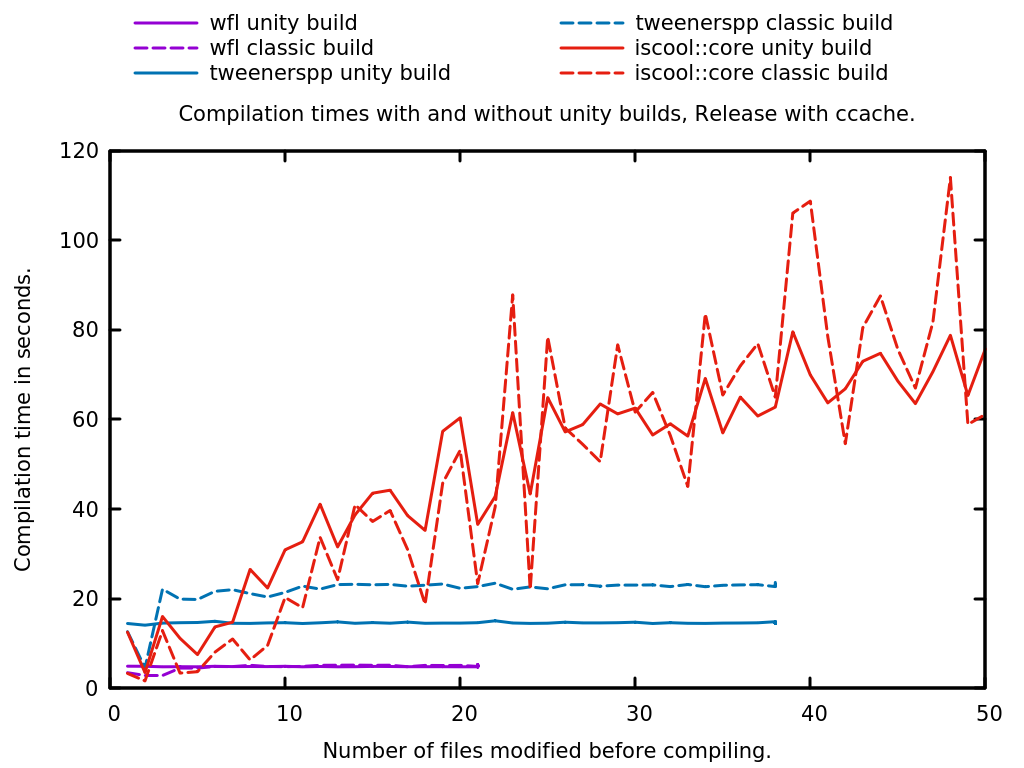 wfl unity build
wfl classic build
tweenerspp unity build
tweenerspp classic build
iscool::core unity build
iscool::core classic build
Compilation times with and without unity builds, Release with ccache.
120
100
80
60
40
20
0
Compilation time in seconds.
0 10 20 30 40 50
Number of files modified before compiling.